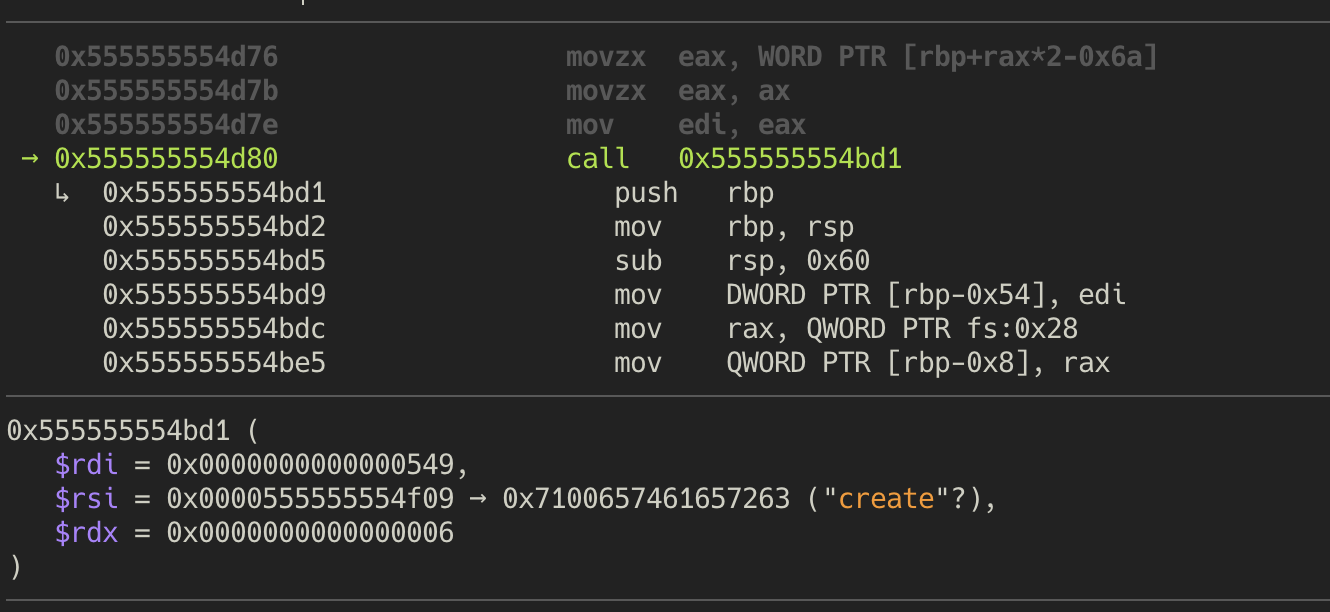 0x555555554d76 movzx eax, WORD PTR [rbp+rax*2-0x6a]
0x555555554d7b movzx eax, ax
0x555555554d7e mov edi, eax
→ 0x555555554d80 call 0x555555554bd1
↳ 0x555555554bd1 push rbp
0x555555554bd2 mov rbp, rsp
0x555555554bd5 sub rsp, 0x60
0x555555554bd9 mov DWORD PTR [rbp-0x54], edi
0x555555554bdc mov rax, QWORD PTR fs:0x28
0x555555554be5 mov QWORD PTR [rbp-0x8], rax
0x555555554bd1 (
$rdi = 0x0000000000000549,
$rsi = 0x0000555555554f09 → 0x7100657461657263 ("create"?),
$rdx = 0x0000000000000006
)